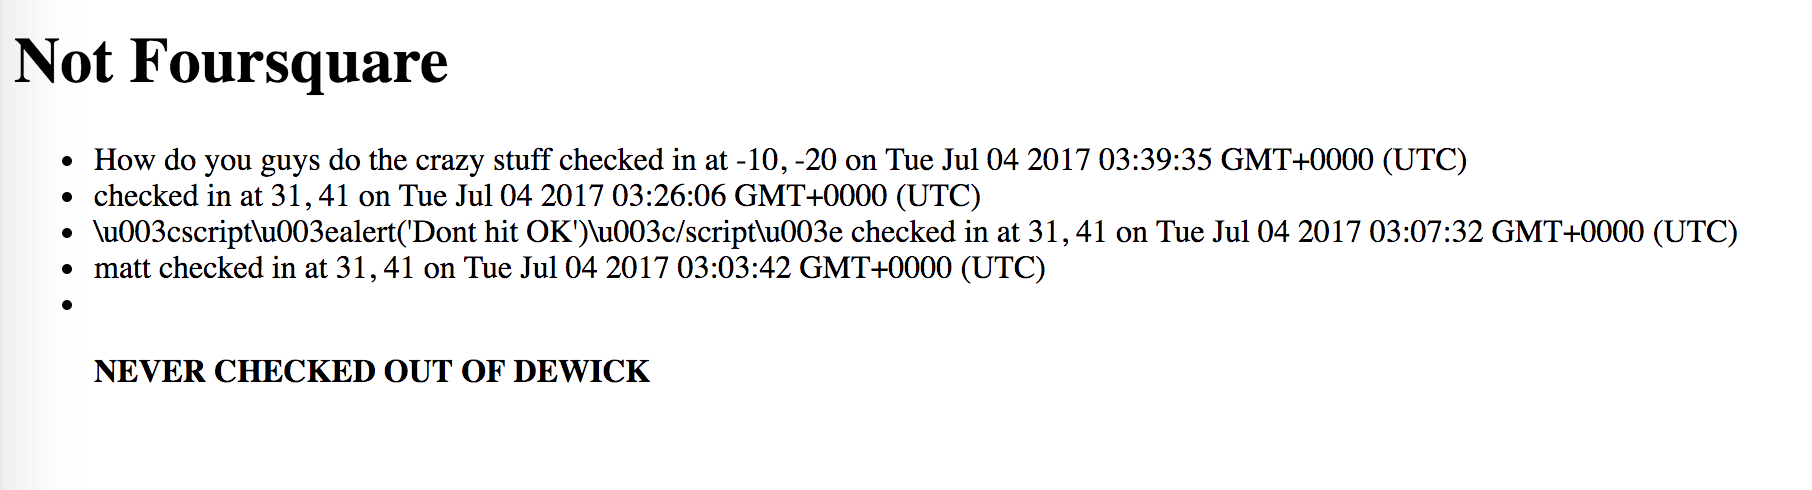 Not Foursquare
How do you guys do the crazy stuff checked in at -10, -20 on Tue Jul 04 2017 03:39:35 GMT+0000 (UTC)
checked in at 31, 41 on Tue Jul 04 2017 03:26:06 GMT+0000 (UTC)
\u003cscript\u003ealert('Dont hit OK')\u003c/script\u003e checked in at 31, 41 on Tue Jul 04 2017 03:07:32 GMT+0000 (UTC)
matt checked in at 31, 41 on Tue Jul 04 2017 03:03:42 GMT+0000 (UTC)
NEVER CHECKED OUT OF DEWICK